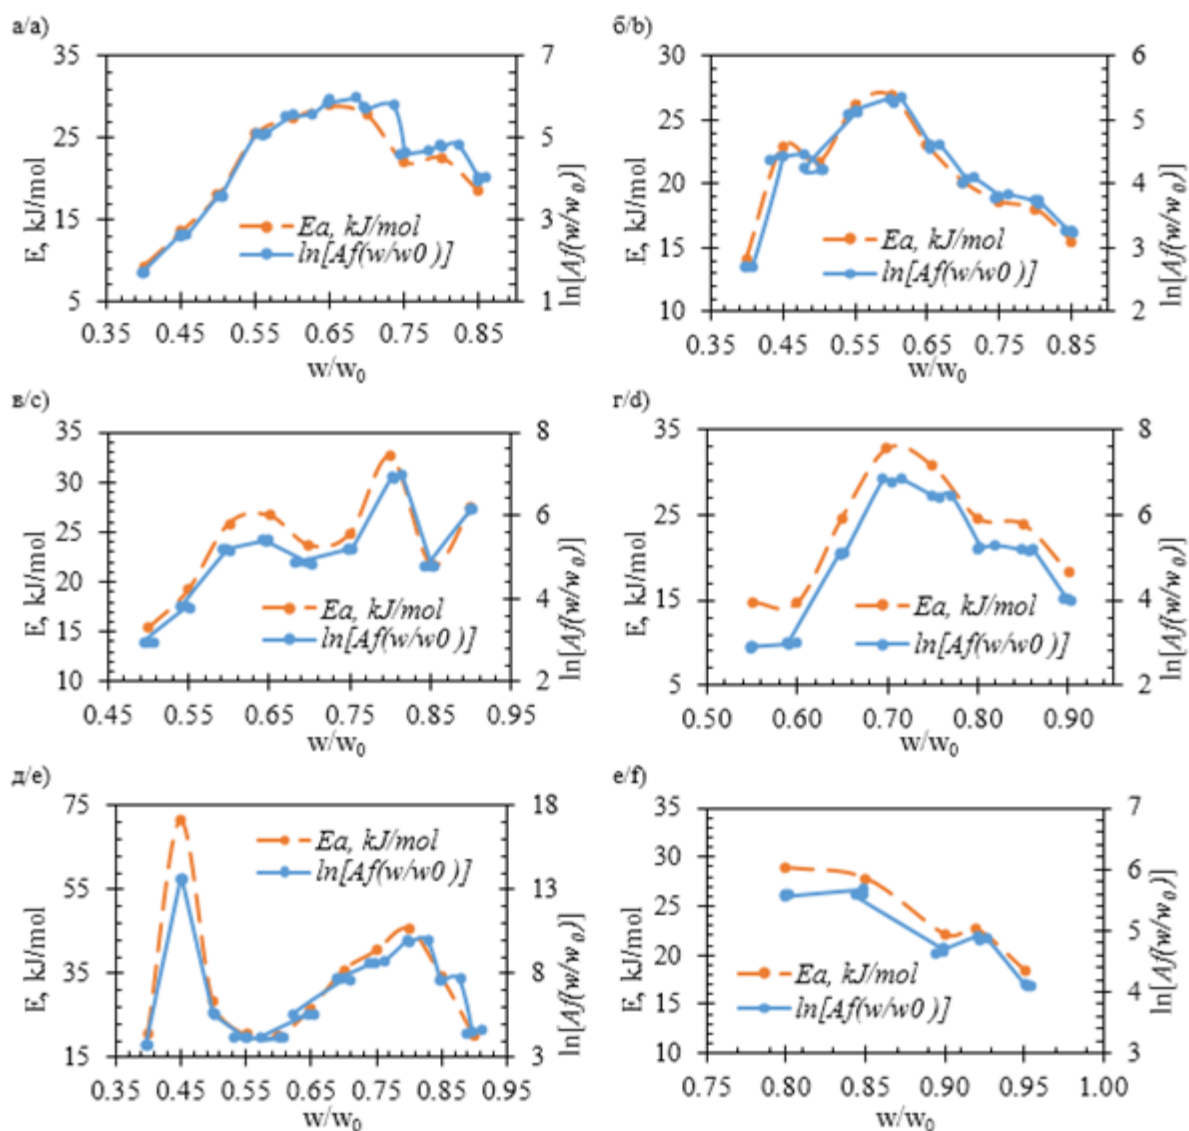 а/a)
35
25
15
5
E, kJ/mol
7
5
3
1
ln[Af(w/w0)]
Ea, kJ/mol
ln[Af(w/w0 )]
0.35 0.45 0.55 0.65 0.75 0.85
w/w0
б/b)
30
25
20
15
10
E, kJ/mol
6
5
4
3
2
ln[Af(w/w0)]
Ea, kJ/mol
ln[Af(w/w0 )]
0.35 0.45 0.55 0.65 0.75 0.85
w/w0
в/c)
35
30
25
20
15
10
E, kJ/mol
8
6
4
2
ln[Af(w/w0)]
Ea, kJ/mol
ln[Af(w/w0 )]
0.45 0.55 0.65 0.75 0.85 0.95
w/w0
г/d)
35
25
15
5
E, kJ/mol
8
6
4
2
ln[Af(w/w0)]
Ea, kJ/mol
ln[Af(w/w0 )]
0.50 0.60 0.70 0.80 0.90
w/w0
д/e)
75
55
35
15
E, kJ/mol
18
13
8
3
ln[Af(w/w0)]
Ea, kJ/mol
ln[Af(w/w0 )]
0.35 0.45 0.55 0.65 0.75 0.85 0.95
w/w0
е/f)
35
30
25
20
15
10
E, kJ/mol
7
6
5
4
3
ln[Af(w/w0)]
Ea, kJ/mol
ln[Af(w/w0 )]
0.75 0.80 0.85 0.90 0.95 1.00
w/w0